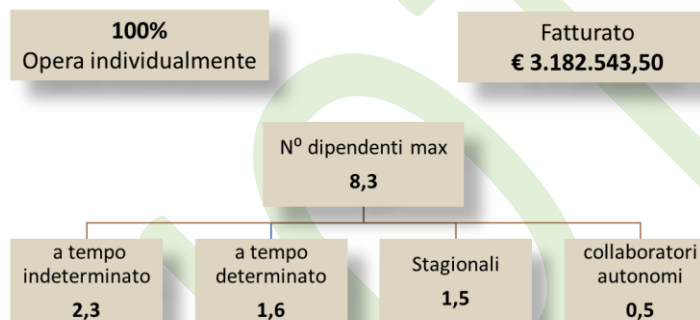 100%
Opera individualmente
Fatturato
€ 3.182.543,50
N° dipendenti max
8,3
a tempo
indeterminato
2,3
a tempo
determinato
1,6
Stagionali
1,5
collaboratori
autonomi
0,5